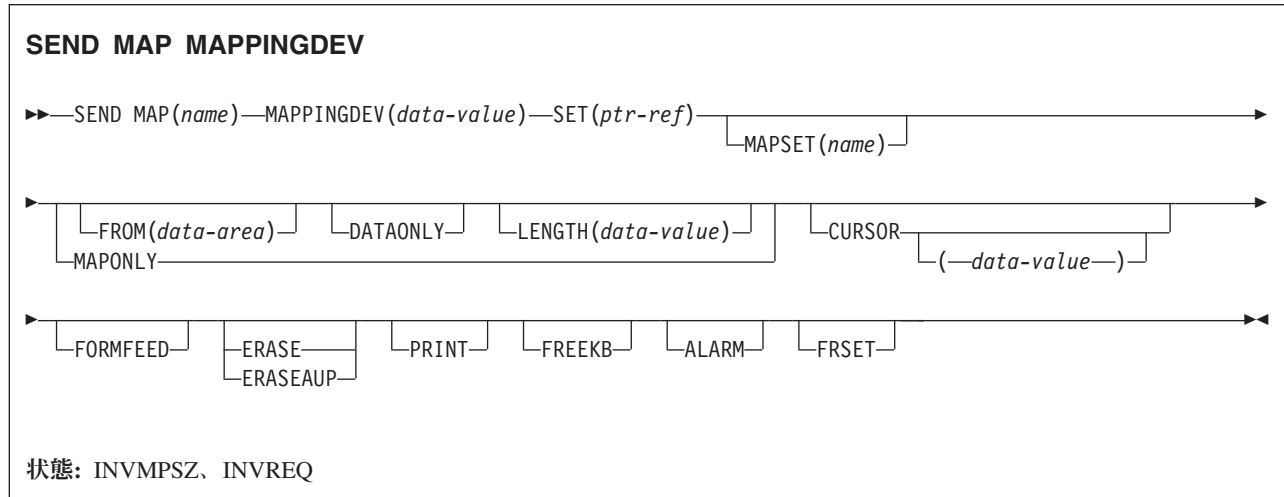 SEND MAP MAPPINGDEV
SEND MAP(name) MAPPINGDEV(data-value) SET(ptr-ref)
MAPSET(name)
FROM(data-area) DATAONLY LENGTH(data-value) CURSOR
MAPONLY (data-value)
FORMFEED ERASE PRINT FREEKB ALARM FRSET
ERASEAUP
状態: INVMPSZ、INVREQ